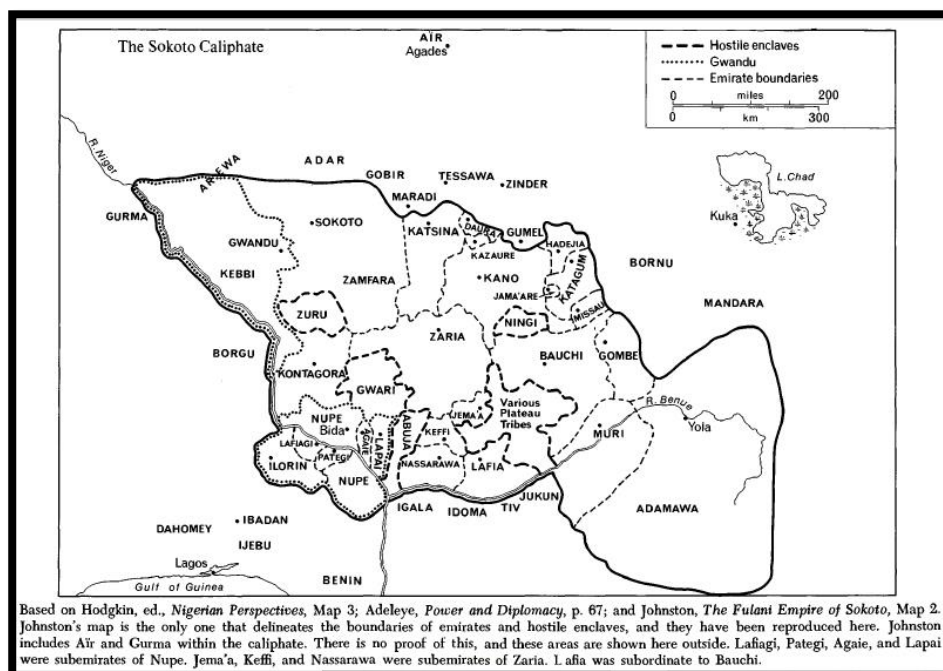 The Sokoto Caliphate
AÏR
Agades
Hostile enclaves
Gwandu
Emirate boundaries
0 miles 200
0 km 300
R. Niger
AREWA
ADAR
GOBIR
TESSAWA
ZINDER
L. Chad
MARADI
GURMA
SOKOTO
KATSINA
DAURA
GUMEL
Kuka
GWANDU
KAZAURE
HADEJIA
BORNU
KEBBI
ZAMFARA
KANO
KATAGUM
JAMA'ARE
MANDARA
ZURU
NINGI
MISSAU
BORGU
ZARIA
BAUCHI
GOMBE
KONTAGORA
GWARI
Various
Plateau
Tribes
R. Benue
NUPE
Bida
JEMA'A
Yola
LAFIAGI
AGAIE
LAPAI
ABUJA
KEFFI
MURI
ILORIN
PATEGI
NASSARAWA
LAFIA
NUPE
JUKUN
ADAMAWA
IGALA
IDOMA
TIV
DAHOMEY
IBADAN
IJEBU
Lagos
BENIN
Gulf of Guinea
Based on Hodgkin, ed., Nigerian Perspectives, Map 3; Adeleye, Power and Diplomacy, p. 67; and Johnston, The Fulani Empire of Sokoto, Map 2.
Johnston's map is the only one that delineates the boundaries of emirates and hostile enclaves, and they have been reproduced here. Johnston
includes Aïr and Gurma within the caliphate. There is no proof of this, and these areas are shown here outside. Lafiagi, Pategi, Agaie, and Lapai
were subemirates of Nupe. Jema'a, Keffi, and Nassarawa were subemirates of Zaria. Lafia was subordinate to Bauchi.